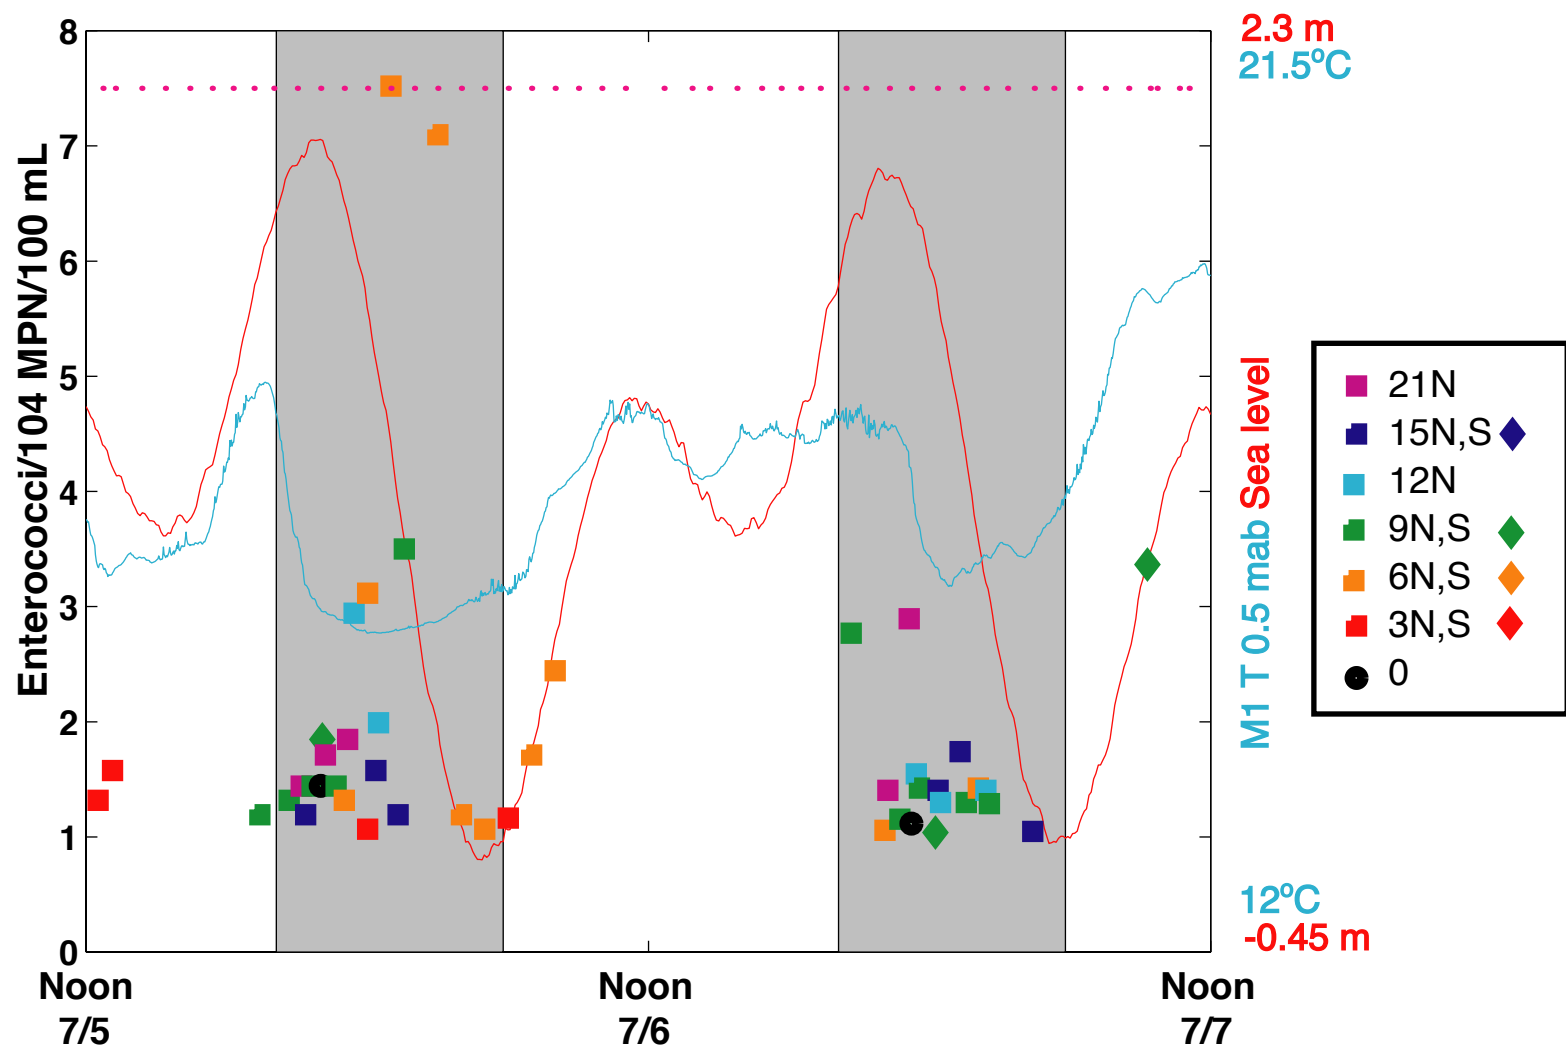 Enterococci/104 MPN/100 mL
8
7
6
5
4
3
2
1
0
Noon
7/5
Noon
7/6
Noon
7/7
2.3 m
21.5ºC
M1 T 0.5 mab Sea level
12ºC
-0.45 m
21N
15N,S
12N
9N,S
6N,S
3N,S
0